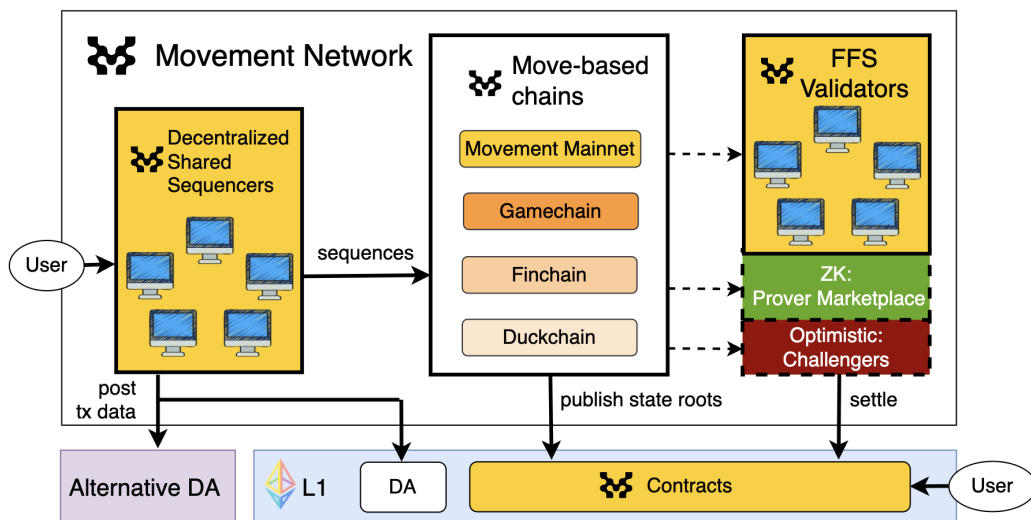 Movement Network
Decentralized
Shared
Sequencers
User
sequences
Move-based
chains
Movement Mainnet
Gamechain
Finchain
Duckchain
FFS
Validators
ZK:
Prover Marketplace
Optimistic:
Challengers
post
tx data
publish state roots
settle
Alternative DA
L1
DA
Contracts
User